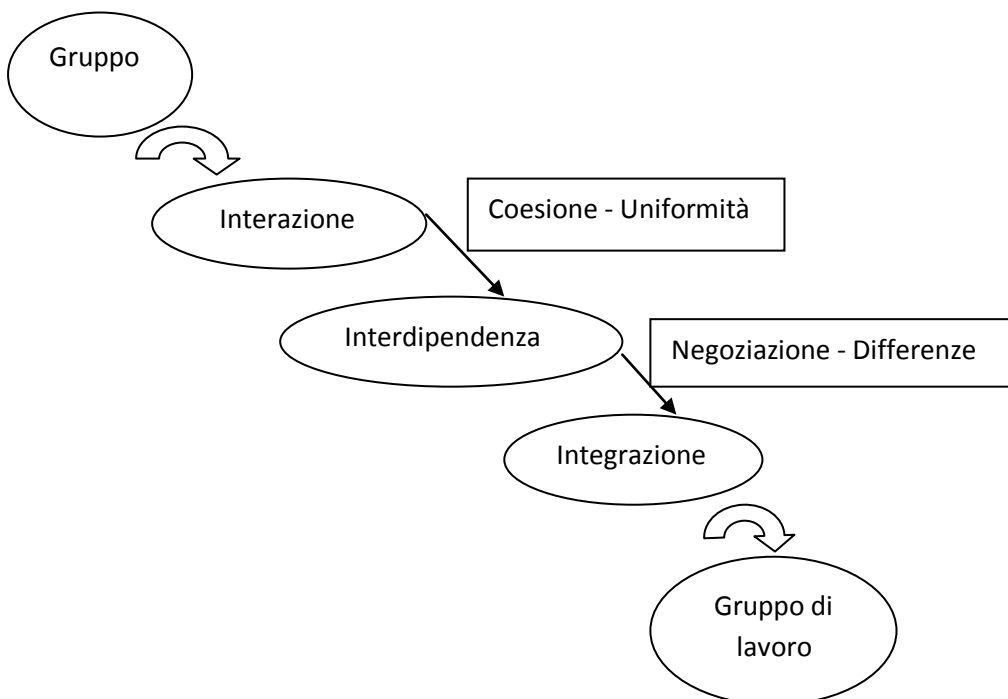 Gruppo
Interazione
Coesione - Uniformità
Interdipendenza
Negoziazione - Differenze
Integrazione
Gruppo di
lavoro